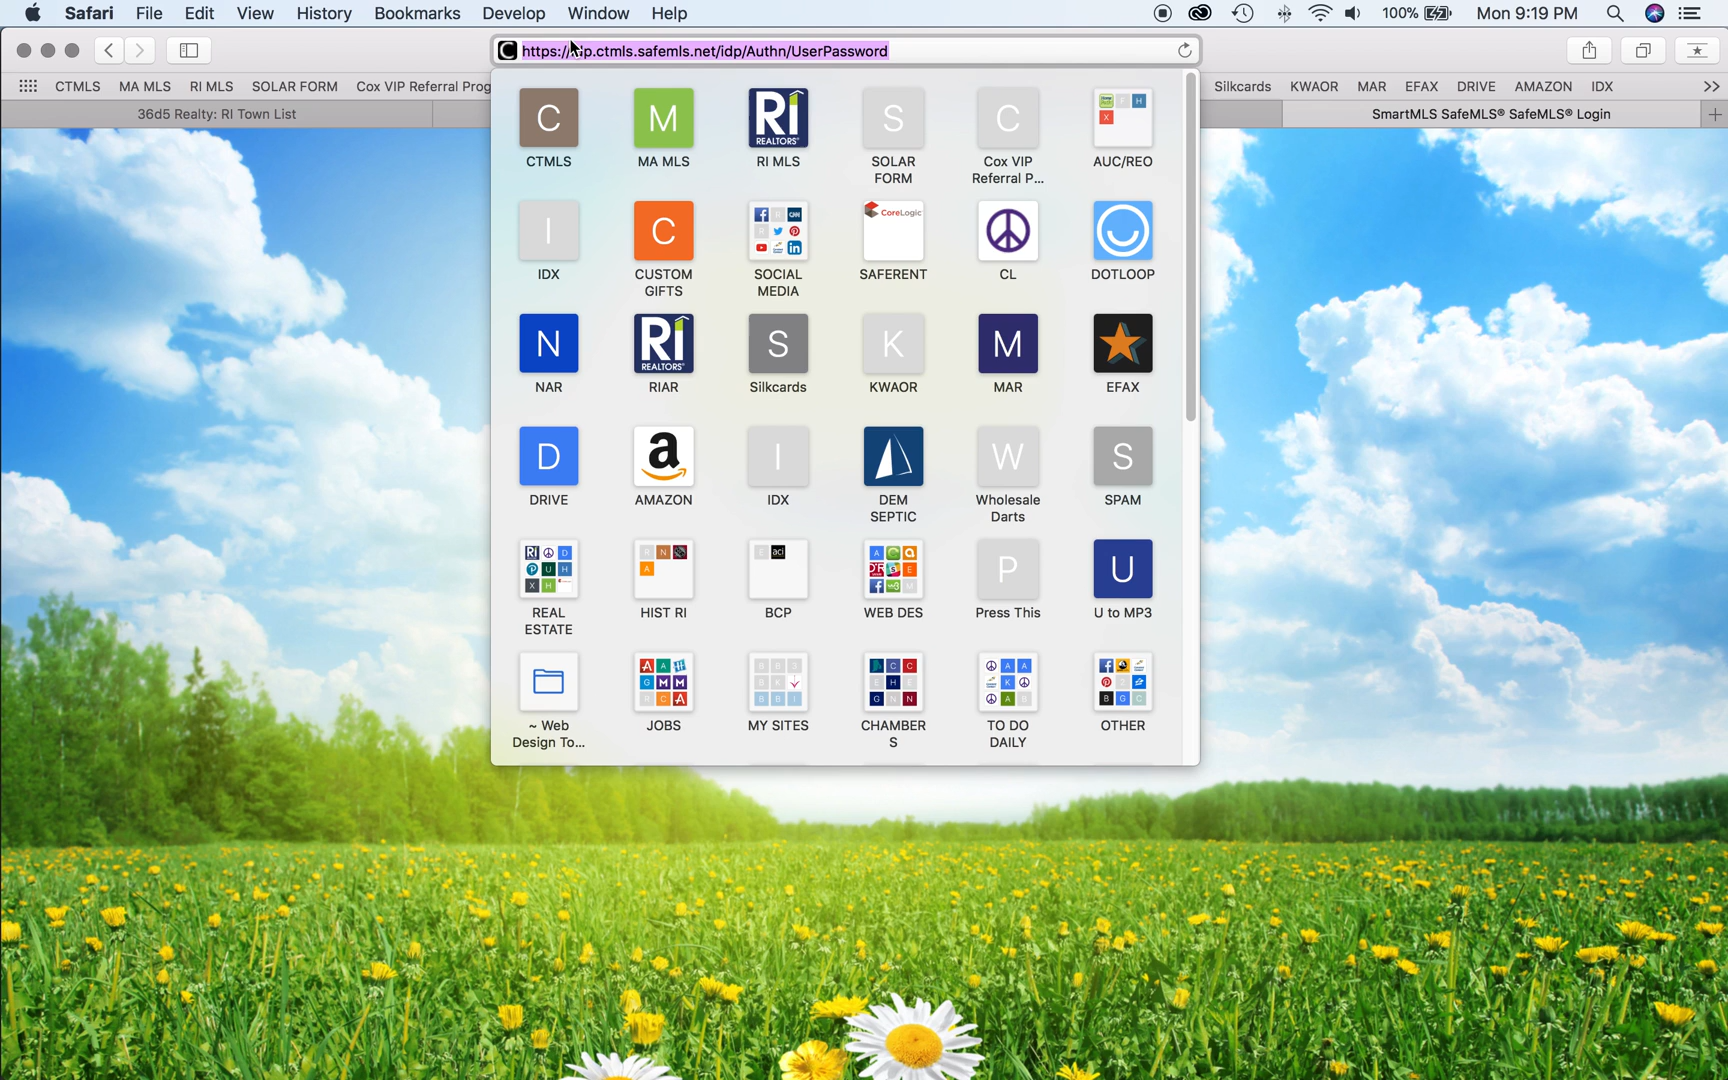 Safari File Edit View History Bookmarks Develop Window Help 100% Mon 9:19 PM
https://idp.ctmls.safemls.net/idp/Authn/UserPassword
CTMLS MA MLS RI MLS SOLAR FORM Cox VIP Referral Prog Silkcards KWAOR MAR EFAX DRIVE AMAZON IDX
36d5 Realty: RI Town List SmartMLS SafeMLS® SafeMLS® Login
C M RI REALTORS S C
CTMLS MA MLS RI MLS SOLAR FORM Cox VIP Referral P... AUC/REO
I C CoreLogic
IDX CUSTOM GIFTS SOCIAL MEDIA SAFERENT CL DOTLOOP
N RI REALTORS S K M
NAR RIAR Silkcards KWAOR MAR EFAX
D a I W S
DRIVE AMAZON IDX DEM SEPTIC Wholesale Darts SPAM
P U
REAL ESTATE HIST RI BCP WEB DES Press This U to MP3
~ Web Design To... JOBS MY SITES CHAMBERS TO DO DAILY OTHER